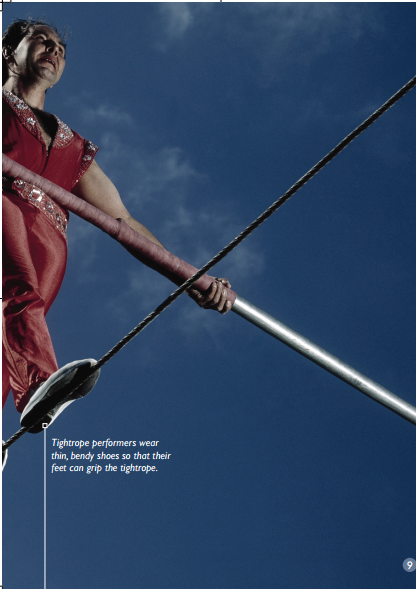 Tightrope performers wear
thin, bendy shoes so that their
feet can grip the tightrope.
9